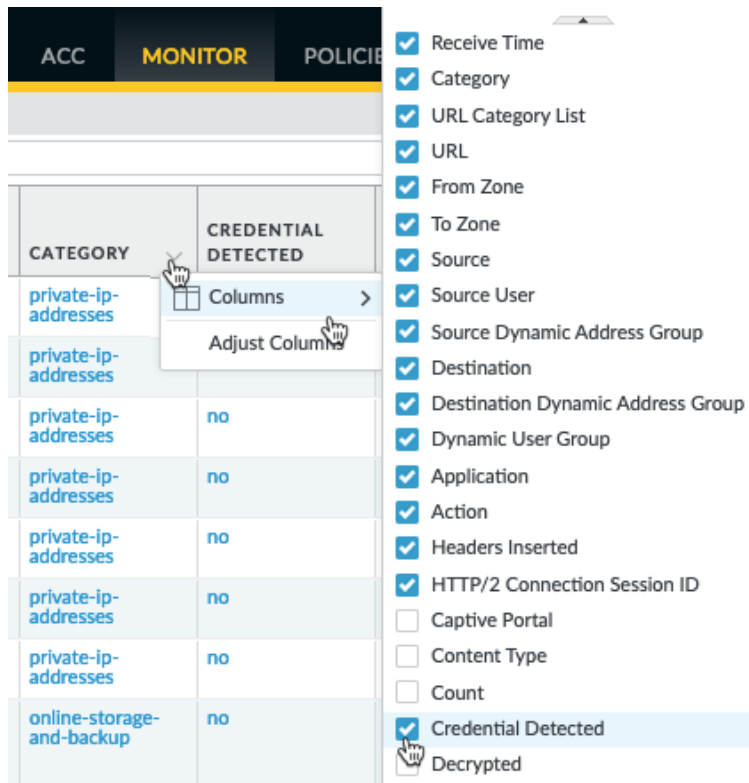 ACC
MONITOR
CATEGORY
CREDENTIAL
DETECTED
Columns
Adjust Columns
private-ip-
addresses
private-ip-
addresses
private-ip-
addresses
no
private-ip-
addresses
no
private-ip-
addresses
no
private-ip-
addresses
no
private-ip-
addresses
no
online-storage-
and-backup
no
Receive Time
Category
URL Category List
URL
From Zone
To Zone
Source
Source User
Source Dynamic Address Group
Destination
Destination Dynamic Address Group
Dynamic User Group
Application
Action
Headers Inserted
HTTP/2 Connection Session ID
Captive Portal
Content Type
Count
Credential Detected
Decrypted